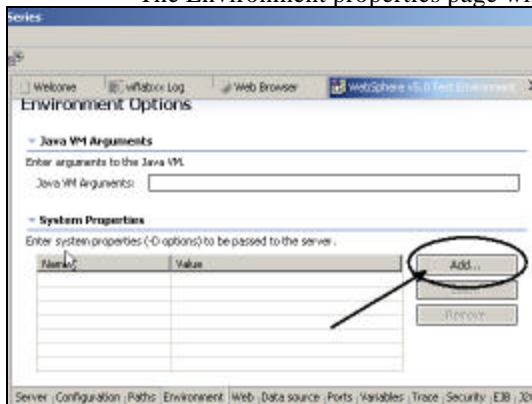 The Environment properties page wi
Series
Welcome wflabxx Log Web Browser WebSphere v5.0 Test Environment
Environment Options
Java VM Arguments
Enter arguments to the Java VM.
Java VM Arguments:
System Properties
Enter system properties (-D options) to be passed to the server.
Name Value Add...
Remove
Server Configuration Paths Environment Web Data source Ports Variables Trace Security EJB